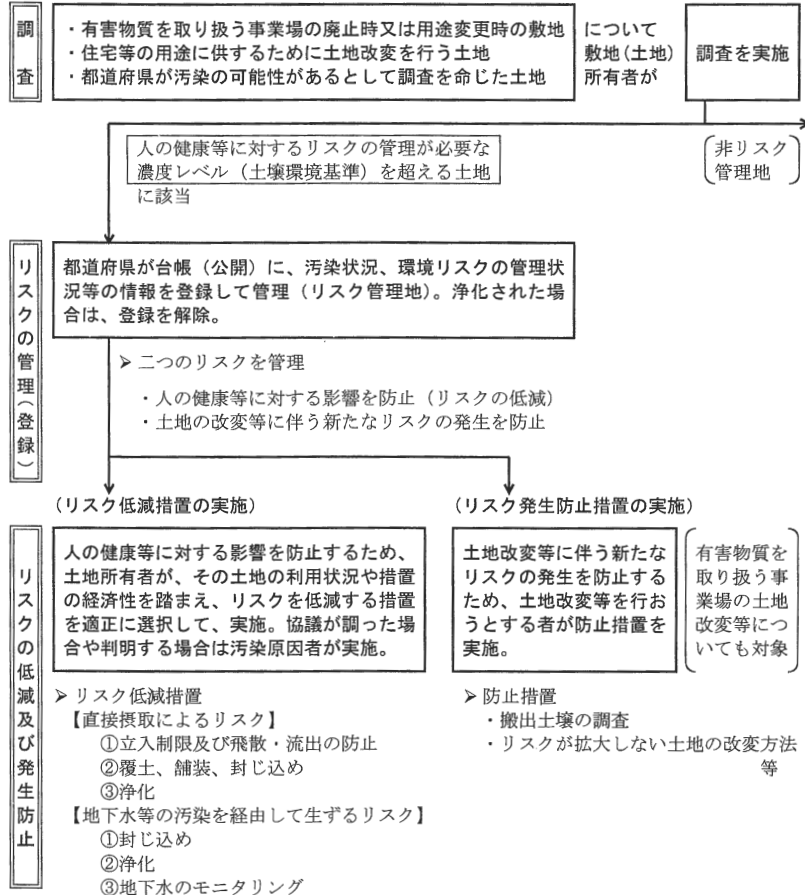 調査
・有害物質を取り扱う事業場の廃止時又は用途変更時の敷地
・住宅等の用途に供するために土地改変を行う土地
・都道府県が汚染の可能性があるとして調査を命じた土地
について
敷地(土地)
所有者が
調査を実施
人の健康等に対するリスクの管理が必要な
濃度レベル(土壌環境基準)を超える土地
に該当
非リスク
管理地
リスクの管理(登録)
都道府県が台帳(公開)に、汚染状況、環境リスクの管理状
況等の情報を登録して管理(リスク管理地)。浄化された場
合は、登録を解除。
➢ 二つのリスクを管理
・人の健康等に対する影響を防止(リスクの低減)
・土地の改変等に伴う新たなリスクの発生を防止
(リスク低減措置の実施)
(リスク発生防止措置の実施)
リスクの低減及び発生防止
人の健康等に対する影響を防止するため、
土地所有者が、その土地の利用状況や措置
の経済性を踏まえ、リスクを低減する措置
を適正に選択して、実施。協議が調った場
合や判明する場合は汚染原因者が実施。
土地改変等に伴う新たな
リスクの発生を防止する
ため、土地改変等を行お
うとする者が防止措置を
実施。
有害物質を
取り扱う事
業場の土地
改変等につ
いても対象
➢ リスク低減措置
【直接摂取によるリスク】
①立入制限及び飛散・流出の防止
②覆土、舗装、封じ込め
③浄化
【地下水等の汚染を経由して生ずるリスク】
①封じ込め
②浄化
③地下水のモニタリング
➢ 防止措置
・搬出土壌の調査
・リスクが拡大しない土地の改変方法
等